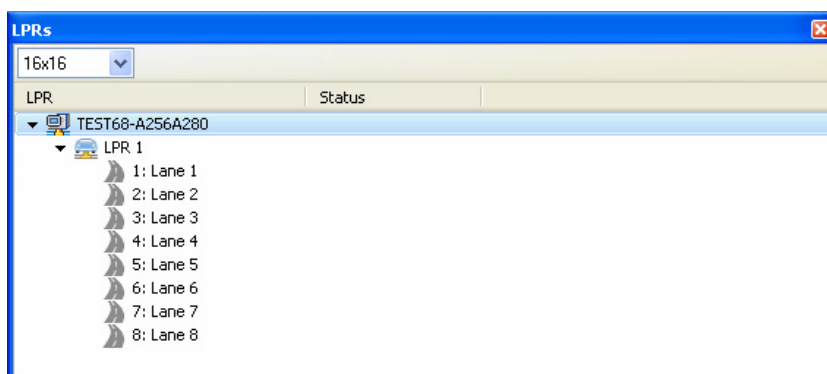 LPRs
16x16
LPR Status
TEST68-A256A280
LPR 1
1: Lane 1
2: Lane 2
3: Lane 3
4: Lane 4
5: Lane 5
6: Lane 6
7: Lane 7
8: Lane 8